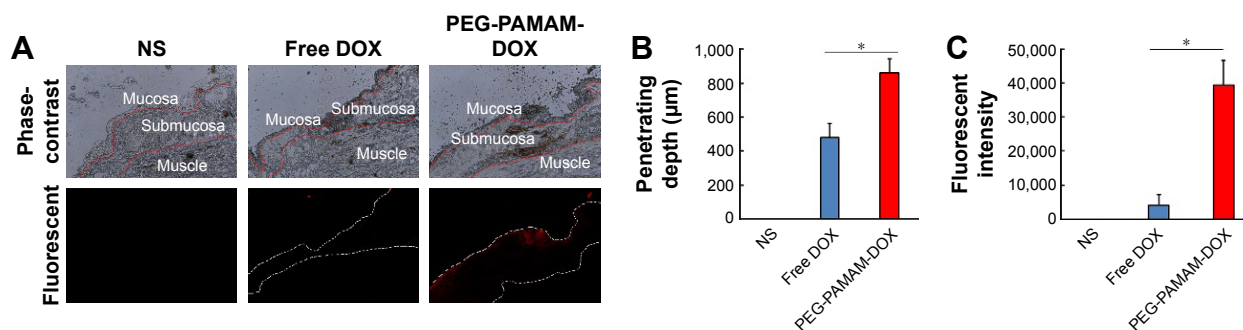 A
NS
Free DOX
PEG-PAMAM-
DOX
Phase-
contrast
Mucosa
Submucosa
Muscle
Mucosa
Submucosa
Muscle
Mucosa
Submucosa
Muscle
Fluorescent
B
Penetrating
depth (µm)
1,000
800
600
400
200
0
*
NS
Free DOX
PEG-PAMAM-DOX
C
Fluorescent
intensity
50,000
40,000
30,000
20,000
10,000
0
*
NS
Free DOX
PEG-PAMAM-DOX